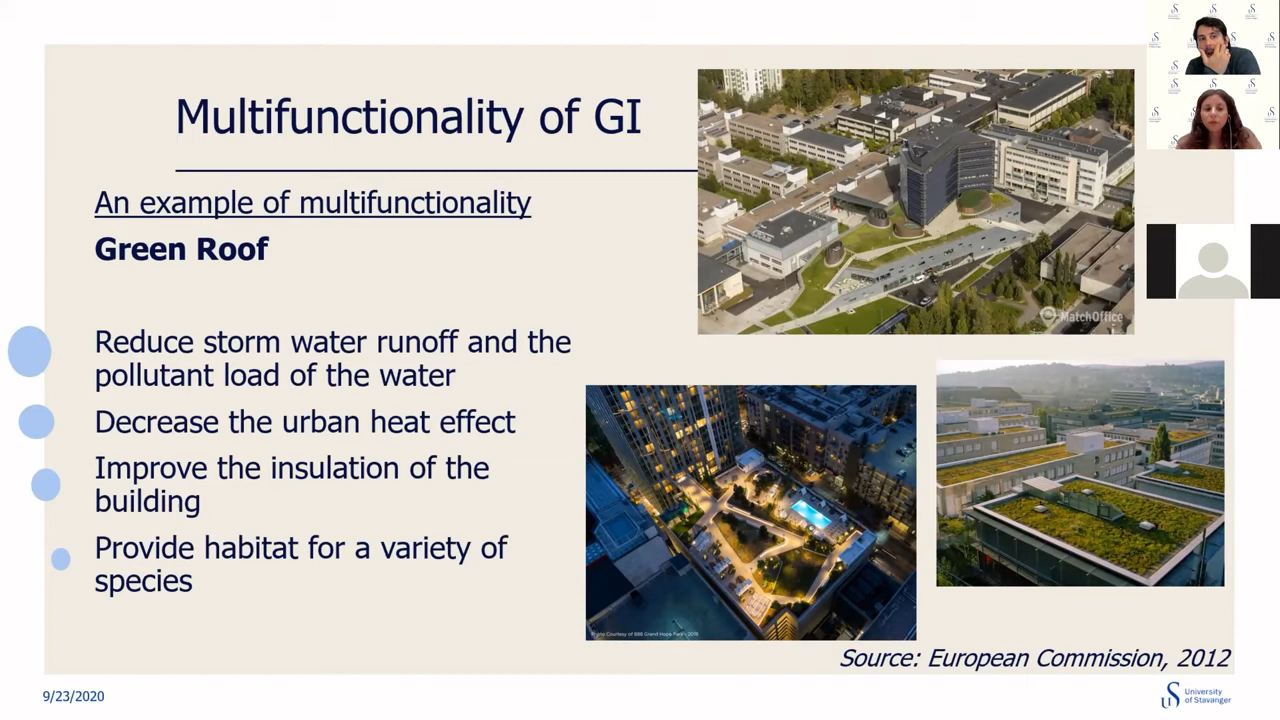 Multifunctionality of GI
An example of multifunctionality
Green Roof
Reduce storm water runoff and the
pollutant load of the water
Decrease the urban heat effect
Improve the insulation of the
building
Provide habitat for a variety of
species
MatchOffice
Source: European Commission, 2012
9/23/2020
University
of Stavanger